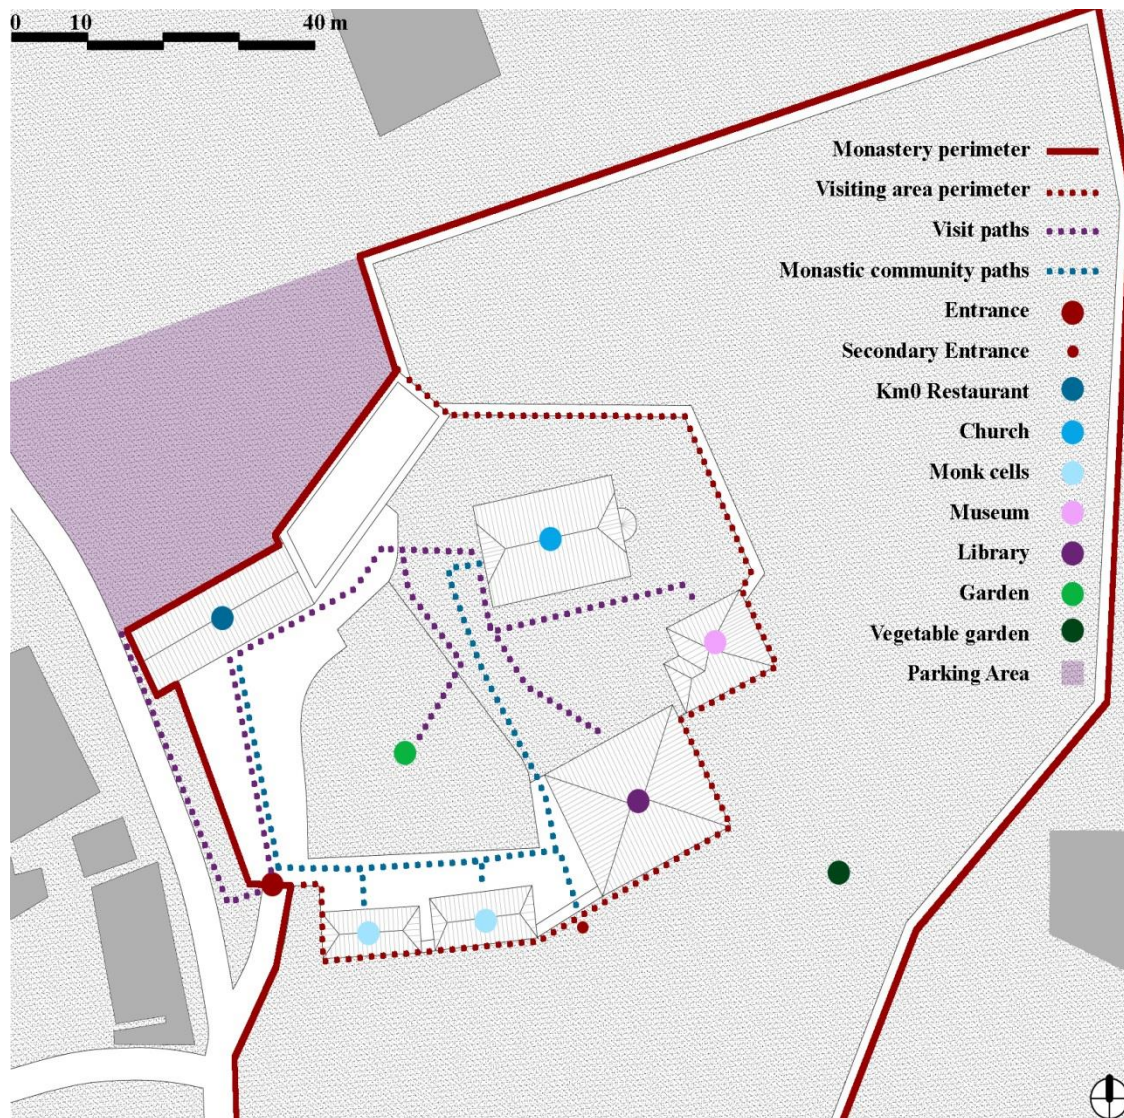 0 10 40 m
Monastery perimeter
Visiting area perimeter
Visit paths
Monastic community paths
Entrance
Secondary Entrance
Km0 Restaurant
Church
Monk cells
Museum
Library
Garden
Vegetable garden
Parking Area